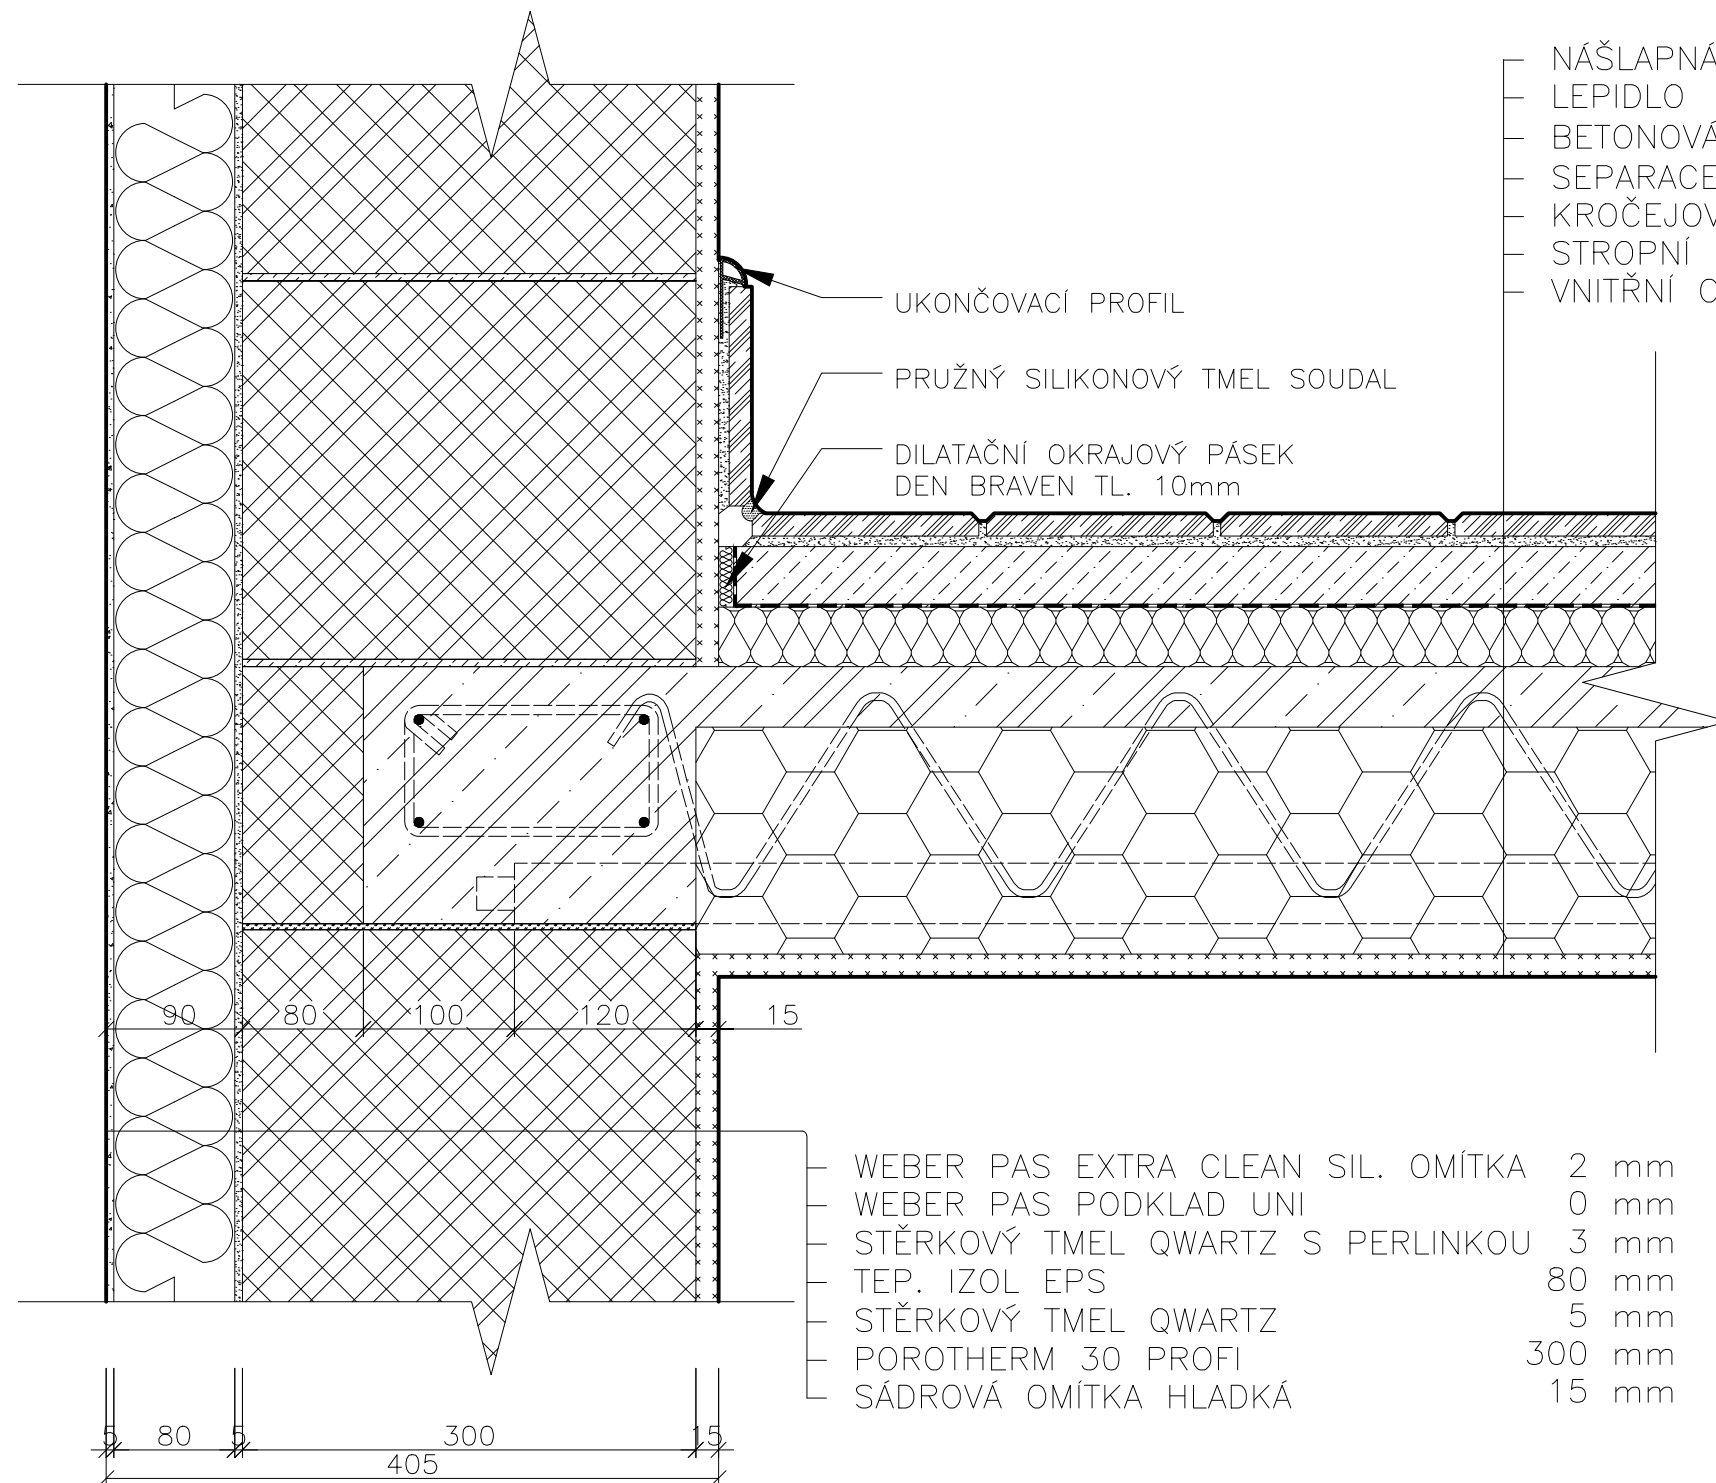 NÁŠLAPNÁ
LEPIDLO
BETONOVÁ
SEPARACE
KROČEJOV
STROPNÍ
VNITŘNÍ
UKONČOVACÍ PROFIL
PRUŽNÝ SILIKONOVÝ TMEL SOUDAL
DILATAČNÍ OKRAJOVÝ PÁSEK
DEN BRAVEN TL. 10mm
90 80 100 120 15
WEBER PAS EXTRA CLEAN SIL. OMÍTKA 2 mm
WEBER PAS PODKLAD UNI 0 mm
STĚRKOVÝ TMEL QWARTZ S PERLINKOU 3 mm
TEP. IZOL EPS 80 mm
STĚRKOVÝ TMEL QWARTZ 5 mm
POROTHERM 30 PROFI 300 mm
SÁDROVÁ OMÍTKA HLADKÁ 15 mm
5 80 5 300 15
405